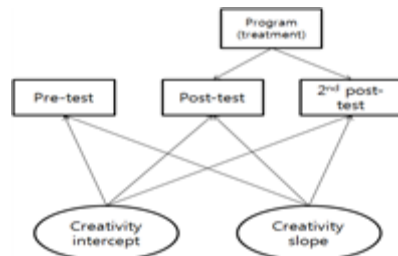 Program
(treatment)
Pre-test
Post-test
2nd post-
test
Creativity
intercept
Creativity
slope